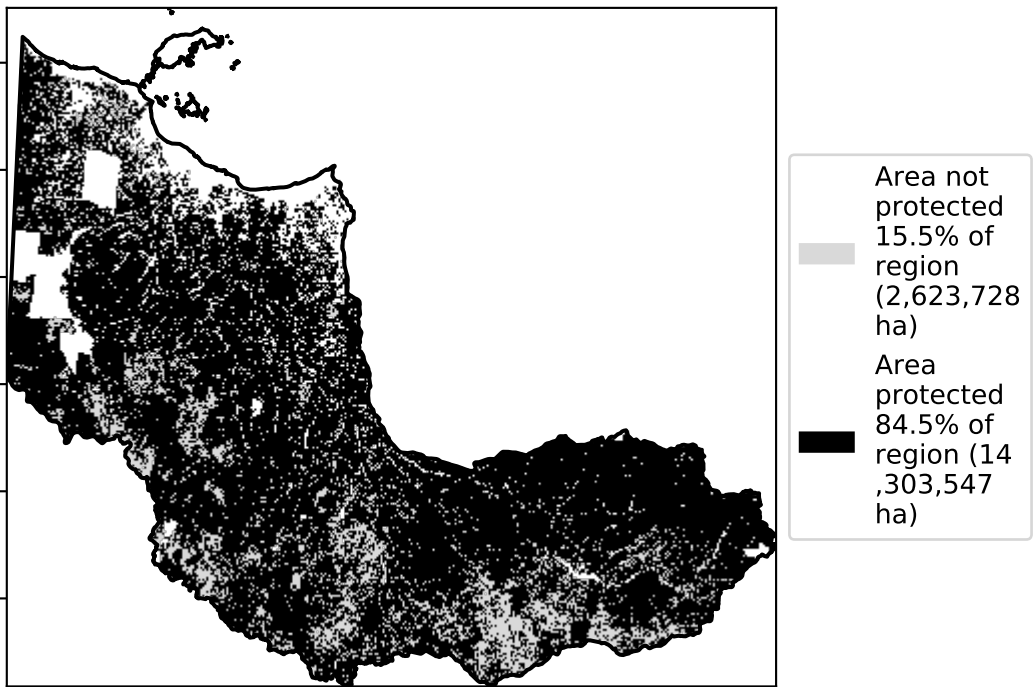 Area not
protected
15.5% of
region
(2,623,728
ha)
Area
protected
84.5% of
region (14
,303,547
ha)